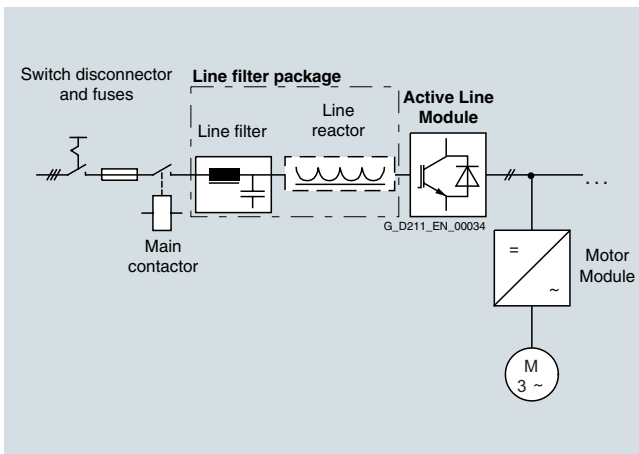 Switch disconnector
and fuses
Line filter package
Line filter
Line
reactor
Active Line
Module
Main
contactor
G_D211_EN_00034
...
=
~
Motor
Module
M
3 ~